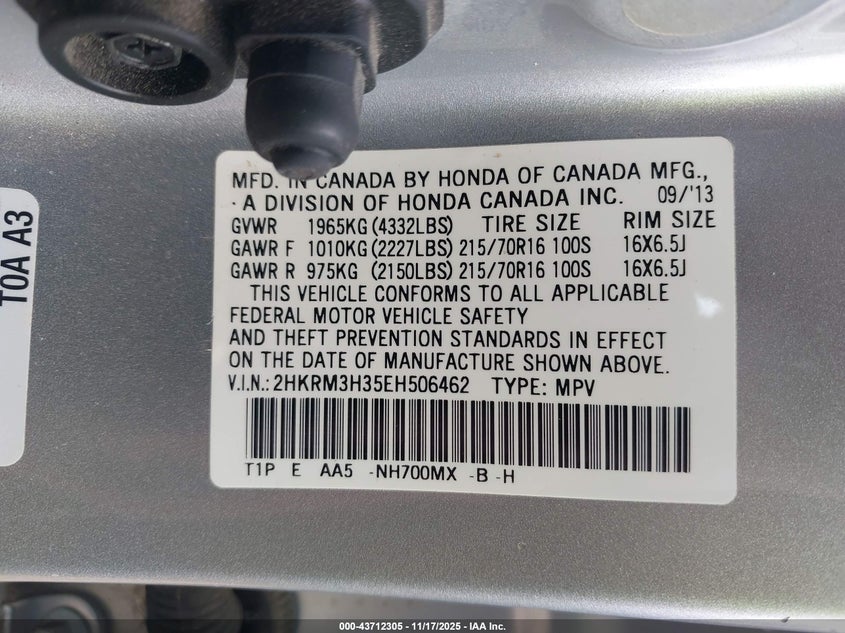 MFD. IN CANADA BY HONDA OF CANADA MFG.,
· A DIVISION OF HONDA CANADA INC. 09/'13
GVWR 1965KG (4332LBS) TIRE SIZE RIM SIZE
GAWR F 1010KG (2227LBS) 215/70R16 100S 16X6.5J
GAWR R 975KG (2150LBS) 215/70R16 100S 16X6.5J
THIS VEHICLE CONFORMS TO ALL APPLICABLE
FEDERAL MOTOR VEHICLE SAFETY
AND THEFT PREVENTION STANDARDS IN EFFECT
ON THE DATE OF MANUFACTURE SHOWN ABOVE.
V.I.N.: 2HKRM3H35EH506462 TYPE: MPV
T1P E AA5 -NH700MX -B -H
T0A A3
000-43712305 - 11/17/2025 - IAA Inc.